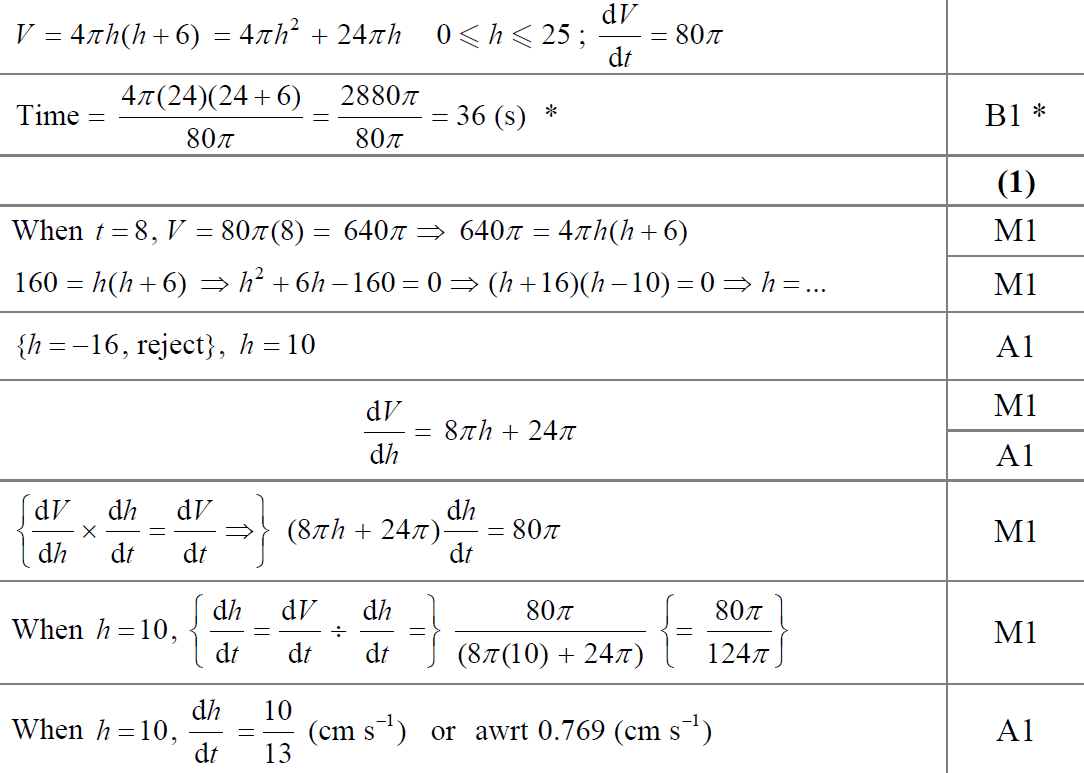 V = 4πh(h + 6) = 4πh² + 24πh   0 ⩽ h ⩽ 25 ; dV/dt = 80π
Time = 4π(24)(24 + 6)/80π = 2880π/80π = 36 (s) *   B1 *
(1)
When t = 8, V = 80π(8) = 640π ⇒ 640π = 4πh(h + 6)   M1
160 = h(h + 6) ⇒ h² + 6h − 160 = 0 ⇒ (h + 16)(h − 10) = 0 ⇒ h = ...   M1
{h = −16, reject}, h = 10   A1
dV/dh = 8πh + 24π   M1
A1
{dV/dh × dh/dt = dV/dt ⇒} (8πh + 24π) dh/dt = 80π   M1
When h = 10, {dh/dt = dV/dt ÷ dh/dt =} 80π/(8π(10) + 24π) {= 80π/124π}   M1
When h = 10, dh/dt = 10/13 (cm s⁻¹) or awrt 0.769 (cm s⁻¹)   A1